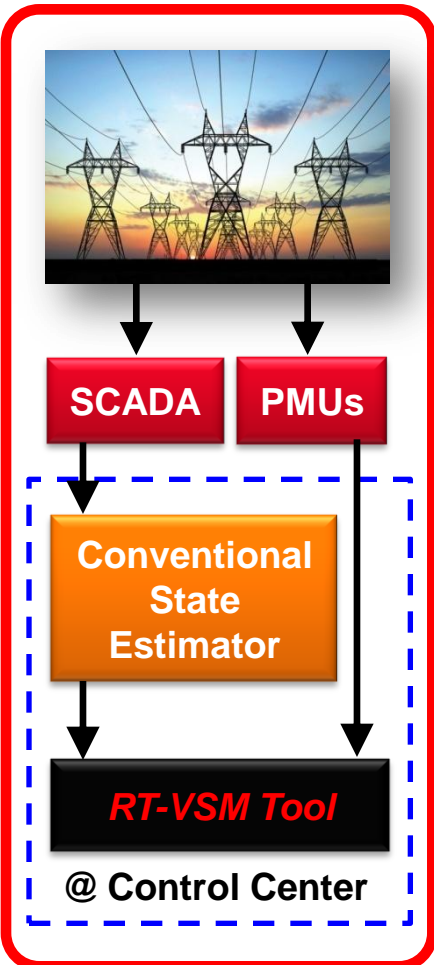 SCADA
PMUs
Conventional
State
Estimator
RT-VSM Tool
@ Control Center